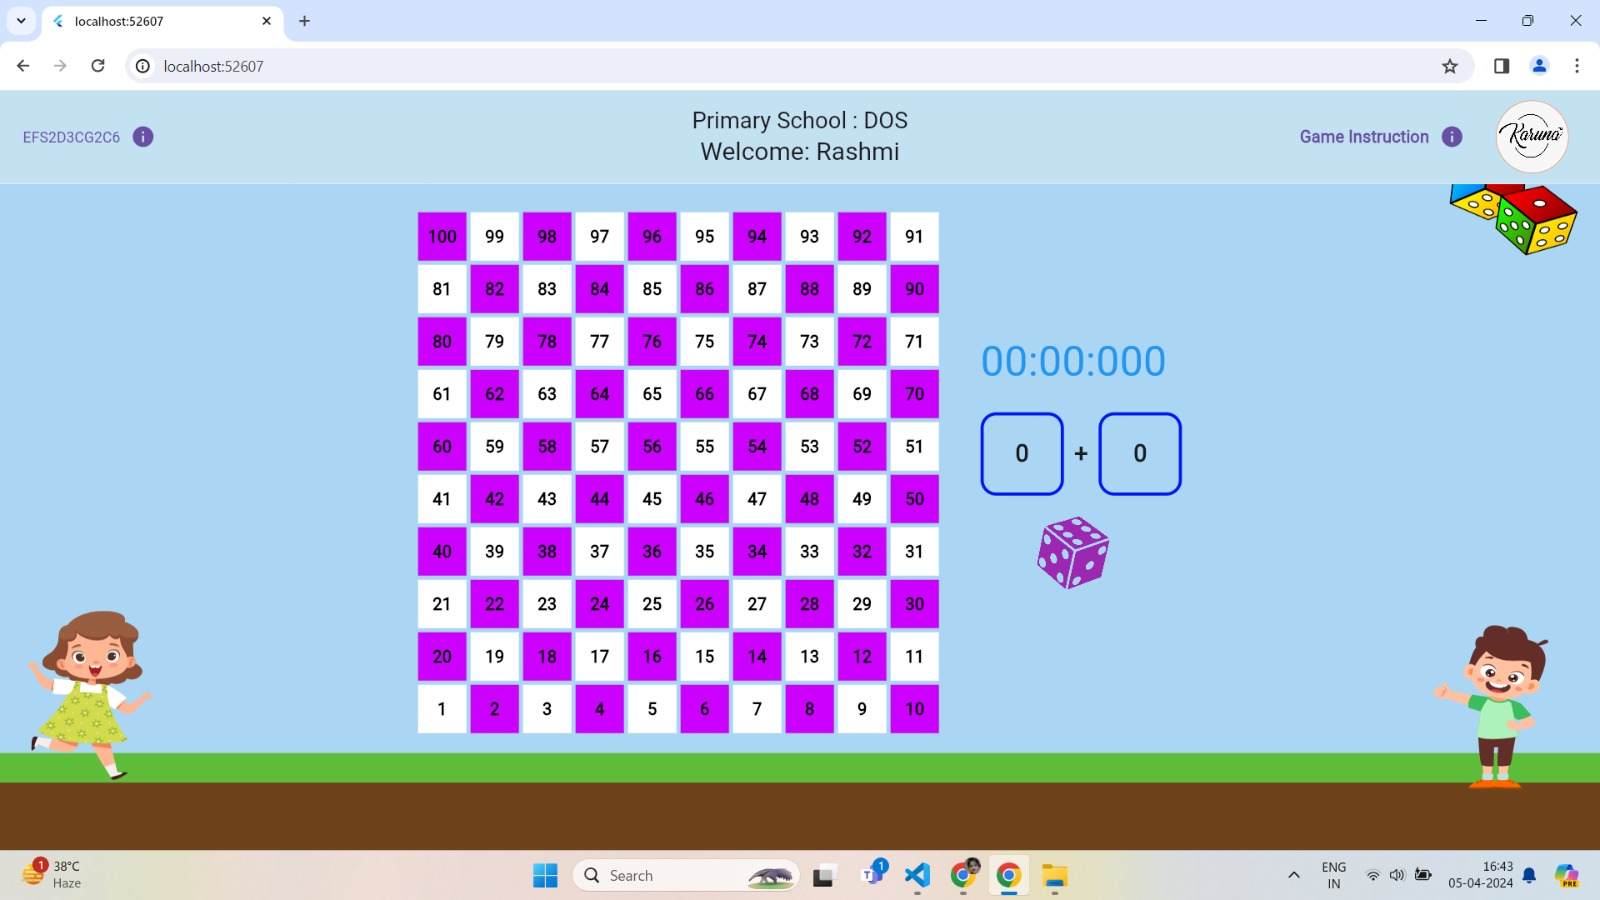 localhost:52607
localhost:52607
EFS2D3CG2C6
Primary School : DOS
Welcome: Rashmi
Game Instruction
Karuna
100 99 98 97 96 95 94 93 92 91
81 82 83 84 85 86 87 88 89 90
80 79 78 77 76 75 74 73 72 71
61 62 63 64 65 66 67 68 69 70
60 59 58 57 56 55 54 53 52 51
41 42 43 44 45 46 47 48 49 50
40 39 38 37 36 35 34 33 32 31
21 22 23 24 25 26 27 28 29 30
20 19 18 17 16 15 14 13 12 11
1 2 3 4 5 6 7 8 9 10
00:00:000
0 + 0
1
38°C
Haze
Search
1
ENG
IN
16:43
05-04-2024
PRE